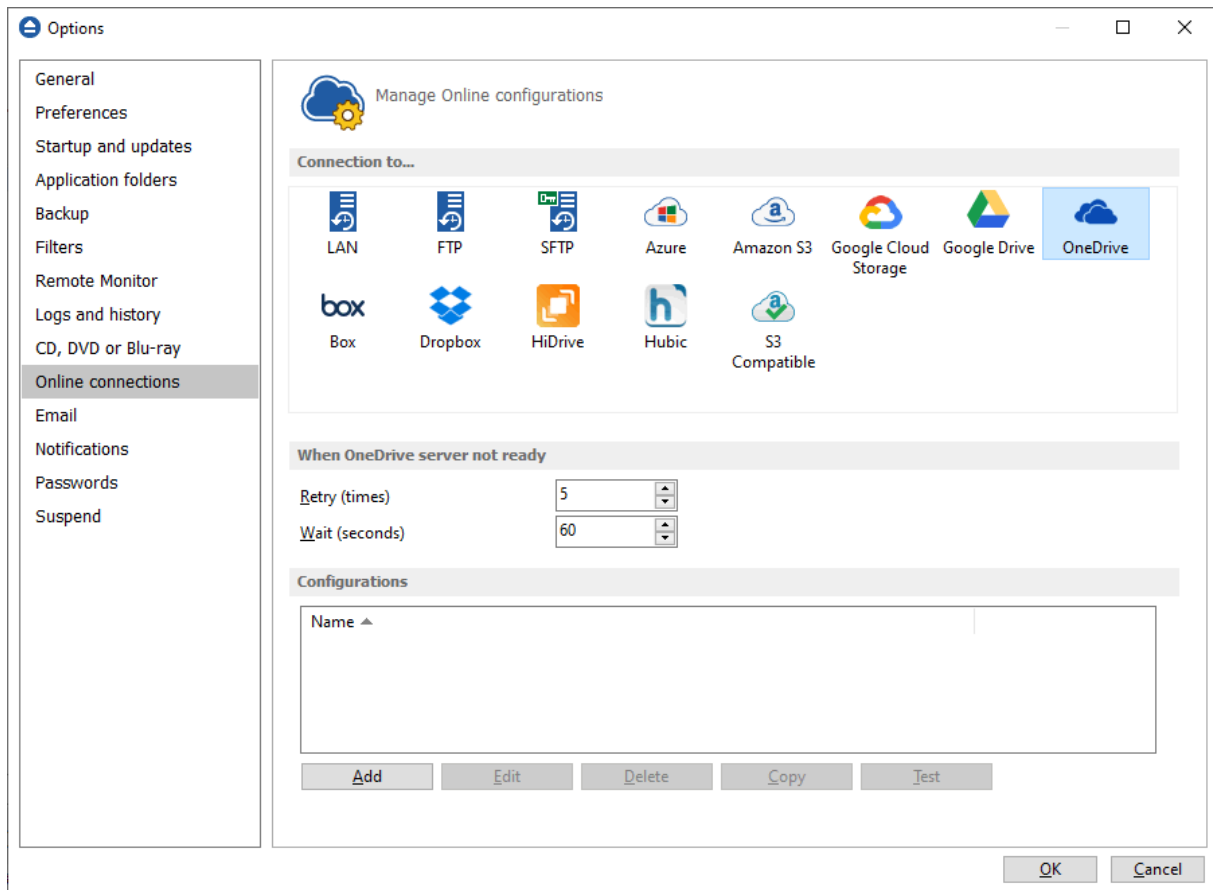 Options
General
Preferences
Startup and updates
Application folders
Backup
Filters
Remote Monitor
Logs and history
CD, DVD or Blu-ray
Online connections
Email
Notifications
Passwords
Suspend
Manage Online configurations
Connection to...
LAN FTP SFTP Azure Amazon S3 Google Cloud Storage Google Drive OneDrive
box
Box Dropbox HiDrive Hubic S3 Compatible
When OneDrive server not ready
Retry (times) 5
Wait (seconds) 60
Configurations
Name
Add Edit Delete Copy Test
OK Cancel